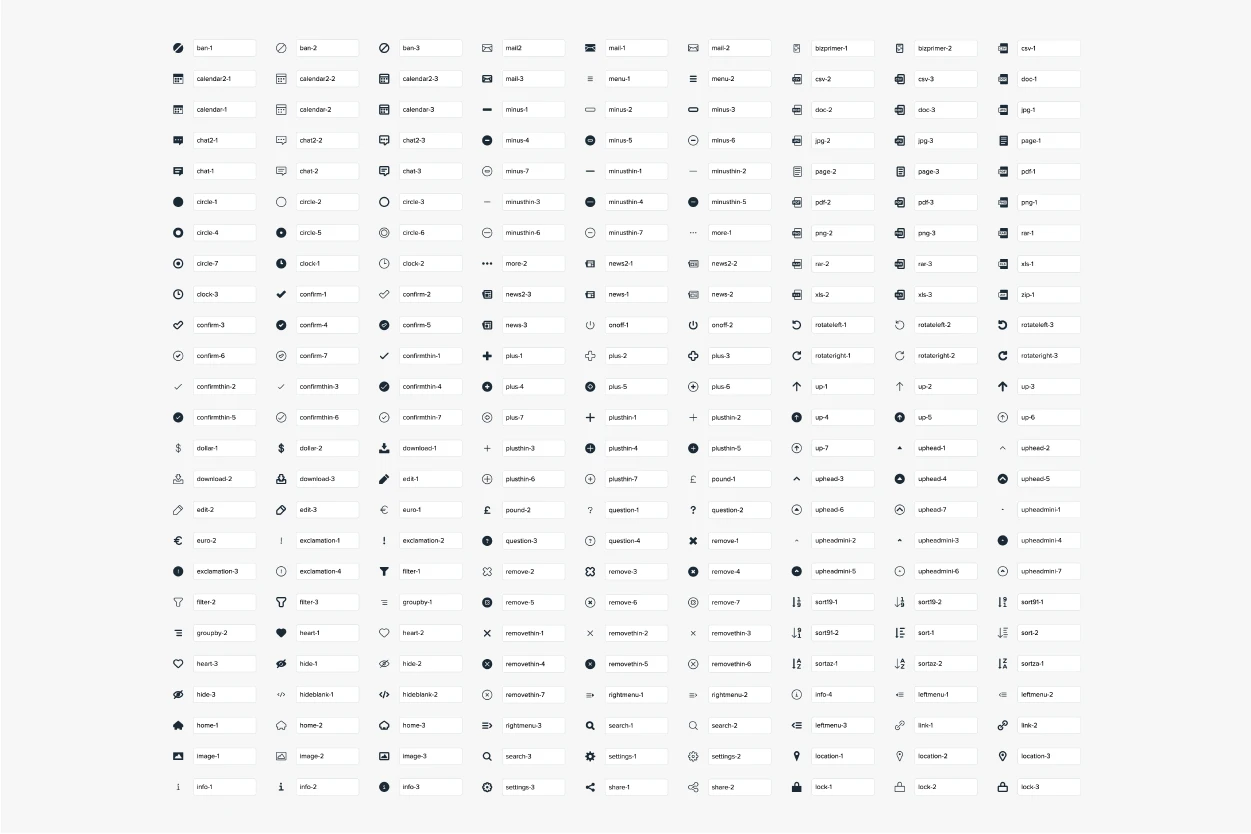 ban-1 ban-2 ban-3 mail2 mail-1 mail-2 bizprimer-1 bizprimer-2 csv-1
calendar2-1 calendar2-2 calendar2-3 mail-3 menu-1 menu-2 csv-2 csv-3 doc-1
calendar-1 calendar-2 calendar-3 minus-1 minus-2 minus-3 doc-2 doc-3 jpg-1
chat2-1 chat2-2 chat2-3 minus-4 minus-5 minus-6 jpg-2 jpg-3 page-1
chat-1 chat-2 chat-3 minus-7 minusthin-1 minusthin-2 page-2 page-3 pdf-1
circle-1 circle-2 circle-3 minusthin-3 minusthin-4 minusthin-5 pdf-2 pdf-3 png-1
circle-4 circle-5 circle-6 minusthin-6 minusthin-7 more-1 png-2 png-3 rar-1
circle-7 clock-1 clock-2 more-2 news2-1 news2-2 rar-2 rar-3 xls-1
clock-3 confirm-1 confirm-2 news2-3 news-1 news-2 xls-2 xls-3 zip-1
confirm-3 confirm-4 confirm-5 news-3 onoff-1 onoff-2 rotateleft-1 rotateleft-2 rotateleft-3
confirm-6 confirm-7 confirmthin-1 plus-1 plus-2 plus-3 rotateright-1 rotateright-2 rotateright-3
confirmthin-2 confirmthin-3 confirmthin-4 plus-4 plus-5 plus-6 up-1 up-2 up-3
confirmthin-5 confirmthin-6 confirmthin-7 plus-7 plusthin-1 plusthin-2 up-4 up-5 up-6
dollar-1 dollar-2 download-1 plusthin-3 plusthin-4 plusthin-5 up-7 uphead-1 uphead-2
download-2 download-3 edit-1 plusthin-6 plusthin-7 pound-1 uphead-3 uphead-4 uphead-5
edit-2 edit-3 euro-1 pound-2 question-1 question-2 uphead-6 uphead-7 upheadmini-1
euro-2 exclamation-1 exclamation-2 question-3 question-4 remove-1 upheadmini-2 upheadmini-3 upheadmini-4
exclamation-3 exclamation-4 filter-1 remove-2 remove-3 remove-4 upheadmini-5 upheadmini-6 upheadmini-7
filter-2 filter-3 groupby-1 remove-5 remove-6 remove-7 sort19-1 sort19-2 sort91-1
groupby-2 heart-1 heart-2 removethin-1 removethin-2 removethin-3 sort91-2 sort-1 sort-2
heart-3 hide-1 hide-2 removethin-4 removethin-5 removethin-6 sortaz-1 sortaz-2 sortza-1
hide-3 hideblank-1 hideblank-2 removethin-7 rightmenu-1 rightmenu-2 info-4 leftmenu-1 leftmenu-2
home-1 home-2 home-3 rightmenu-3 search-1 search-2 leftmenu-3 link-1 link-2
image-1 image-2 image-3 search-3 settings-1 settings-2 location-1 location-2 location-3
info-1 info-2 info-3 settings-3 share-1 share-2 lock-1 lock-2 lock-3